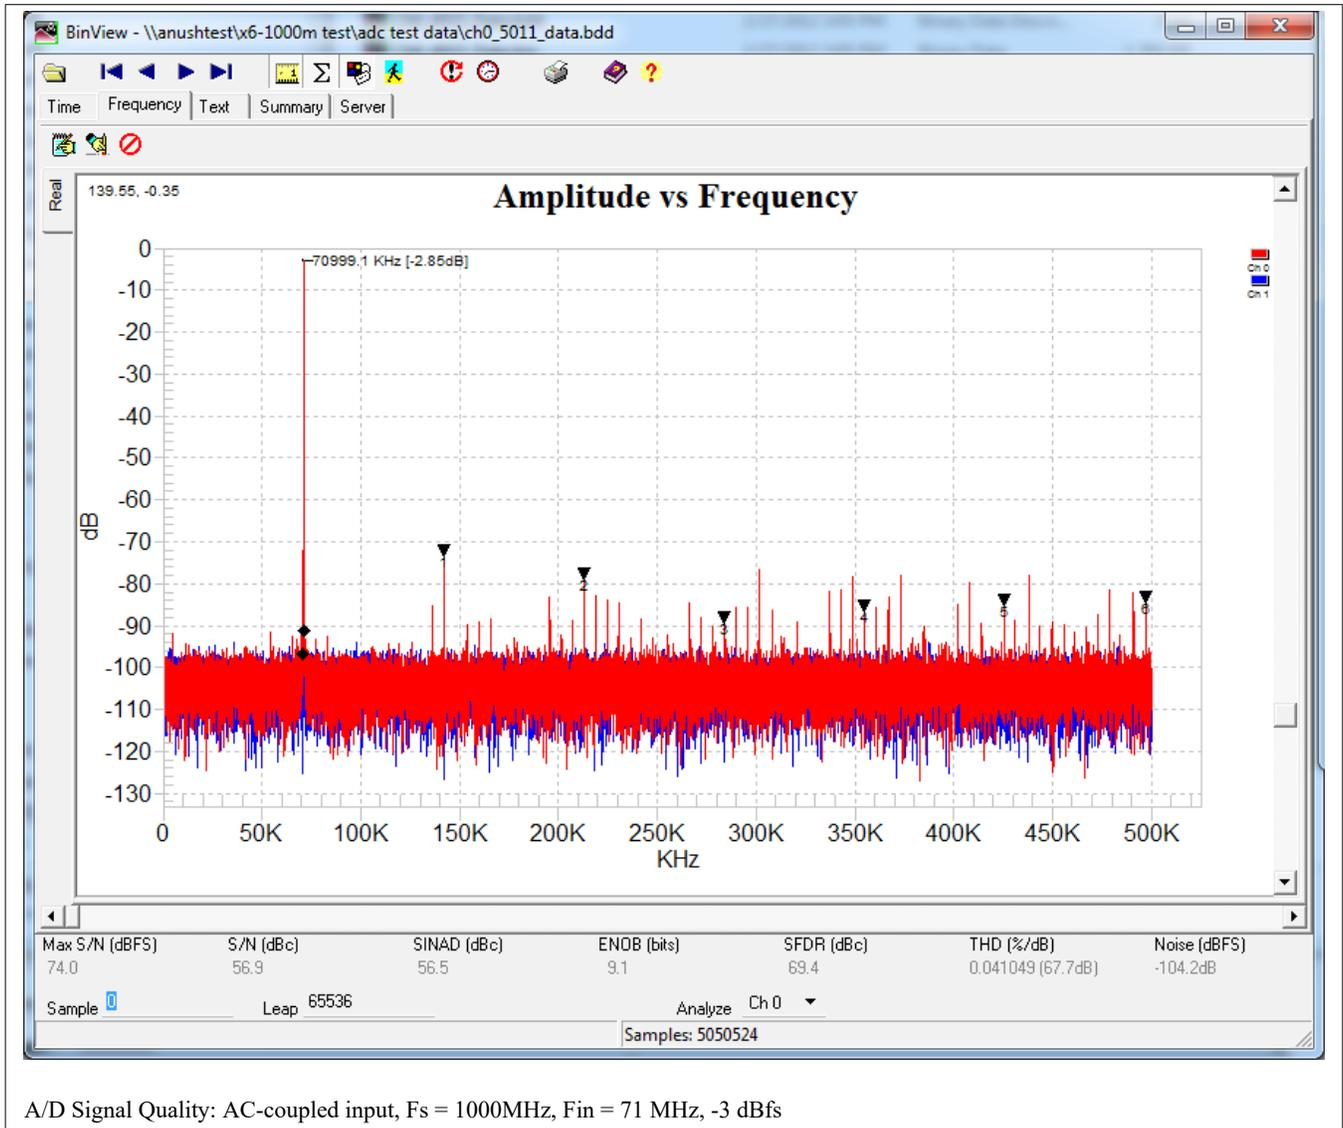 BinView - \\anushtest\x6-1000m test\adc test data\ch0_5011_data.bdd
Time Frequency Text Summary Server
Real
139.55, -0.35
Amplitude vs Frequency
70999.1 KHz [-2.85dB]
Ch 0
Ch 1
dB
0
-10
-20
-30
-40
-50
-60
-70
-80
-90
-100
-110
-120
-130
2
3
4
5
6
0 50K 100K 150K 200K 250K 300K 350K 400K 450K 500K
KHz
Max S/N (dBFS) S/N (dBc) SINAD (dBc) ENOB (bits) SFDR (dBc) THD (%/dB) Noise (dBFS)
74.0 56.9 56.5 9.1 69.4 0.041049 (67.7dB) -104.2dB
Sample 0 Leap 65536 Analyze Ch 0
Samples: 5050524
A/D Signal Quality: AC-coupled input, Fs = 1000MHz, Fin = 71 MHz, -3 dBfs